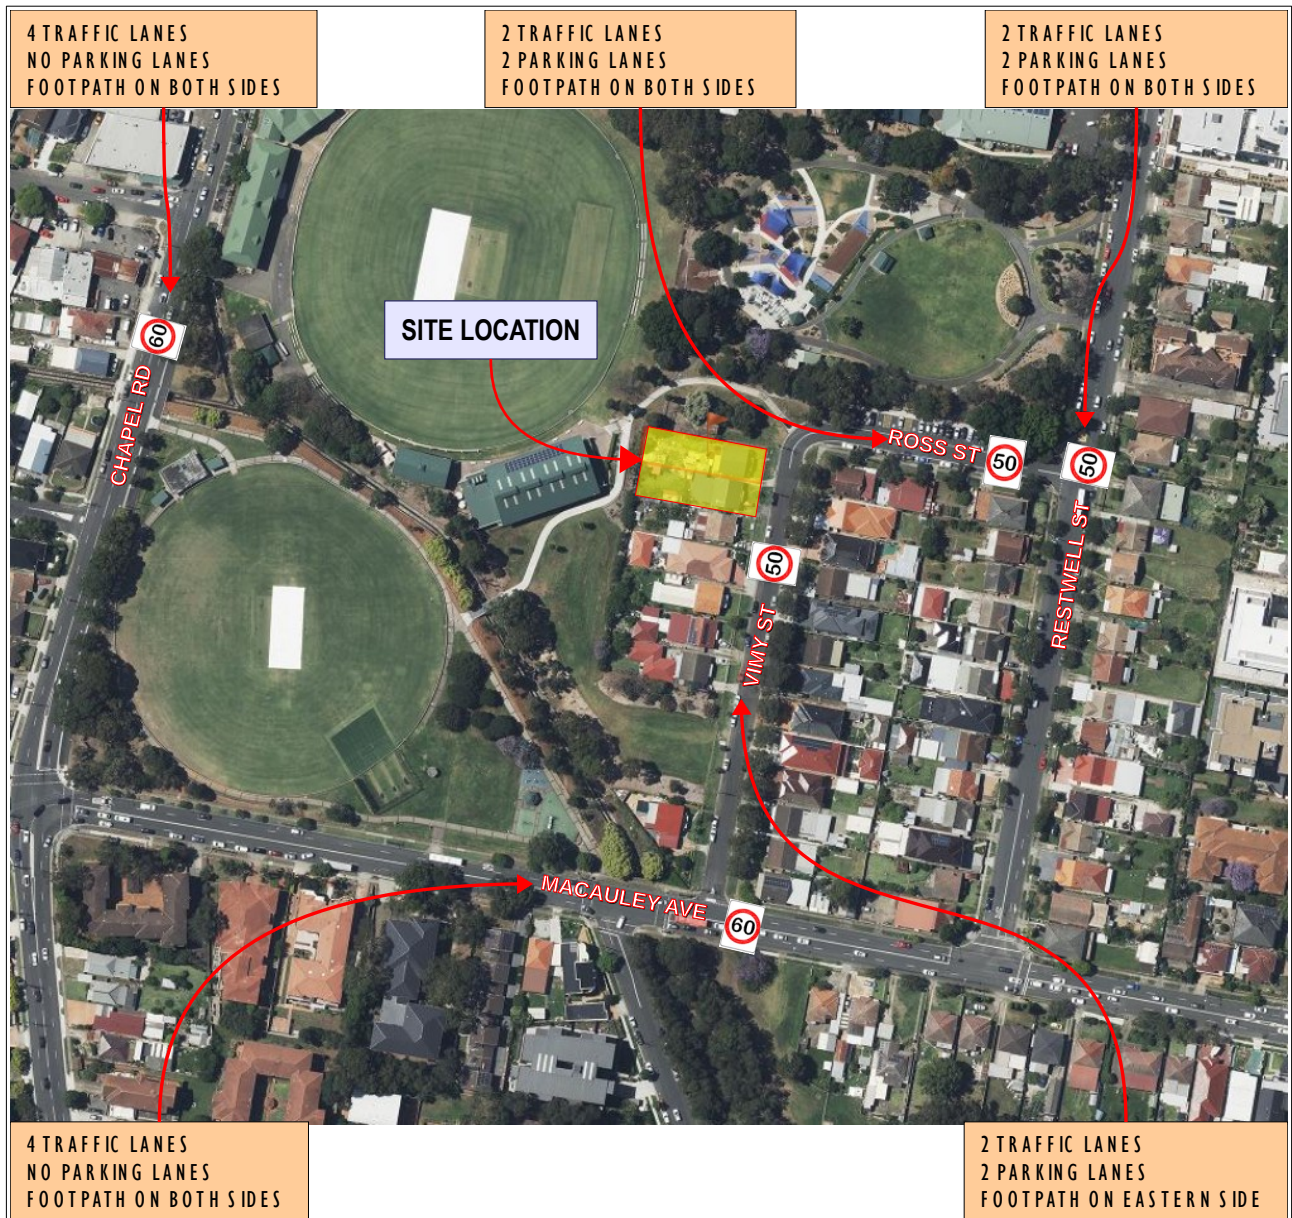 4 TRAFFIC LANES
NO PARKING LANES
FOOTPATH ON BOTH SIDES
2 TRAFFIC LANES
2 PARKING LANES
FOOTPATH ON BOTH SIDES
2 TRAFFIC LANES
2 PARKING LANES
FOOTPATH ON BOTH SIDES
SITE LOCATION
60
CHAPEL RD
ROSS ST
50
50
RESTWELL ST
50
VIMY ST
MACAULEY AVE
60
4 TRAFFIC LANES
NO PARKING LANES
FOOTPATH ON BOTH SIDES
2 TRAFFIC LANES
2 PARKING LANES
FOOTPATH ON EASTERN SIDE